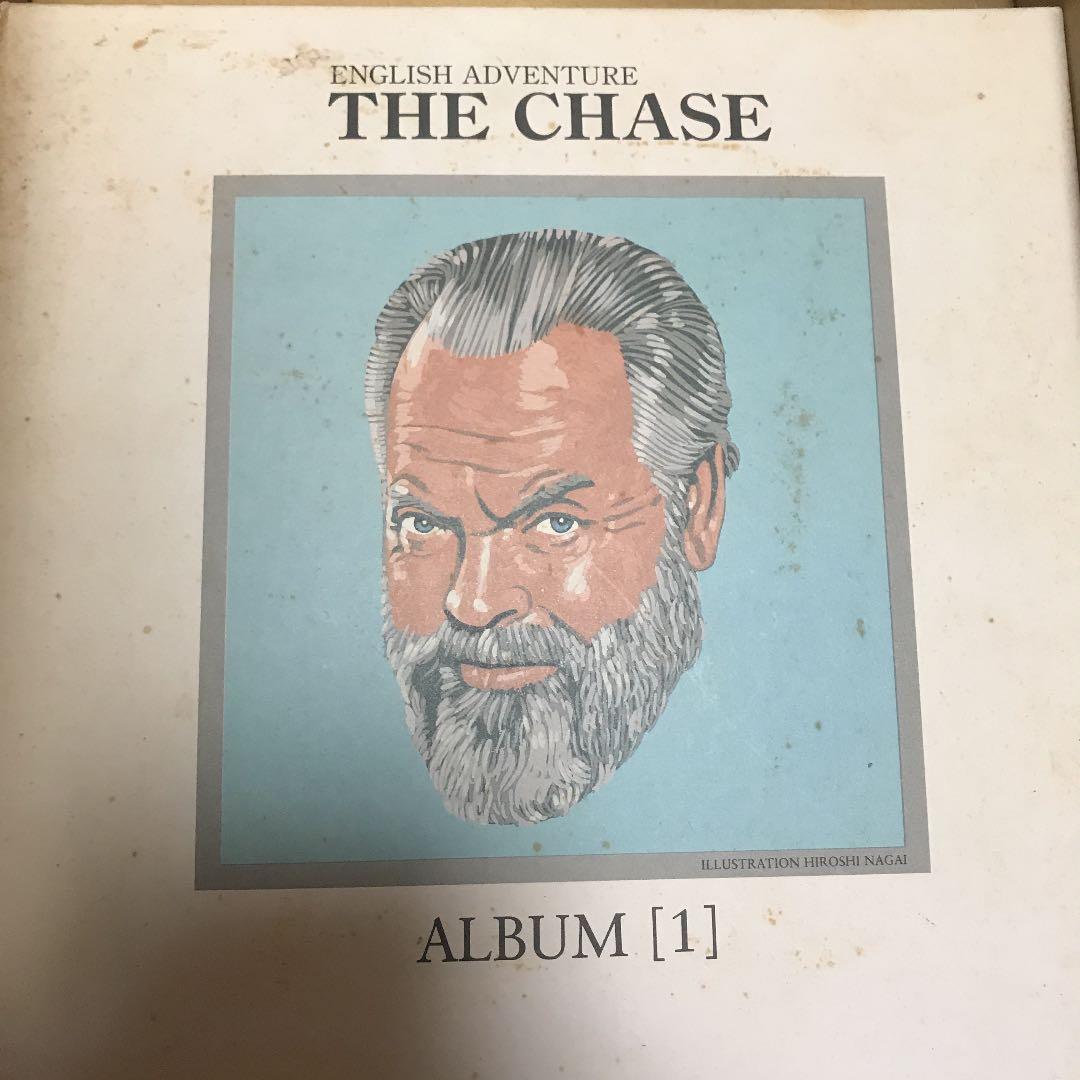 ENGLISH ADVENTURE
THE CHASE
ILLUSTRATION HIROSHI NAGAI
ALBUM [1]